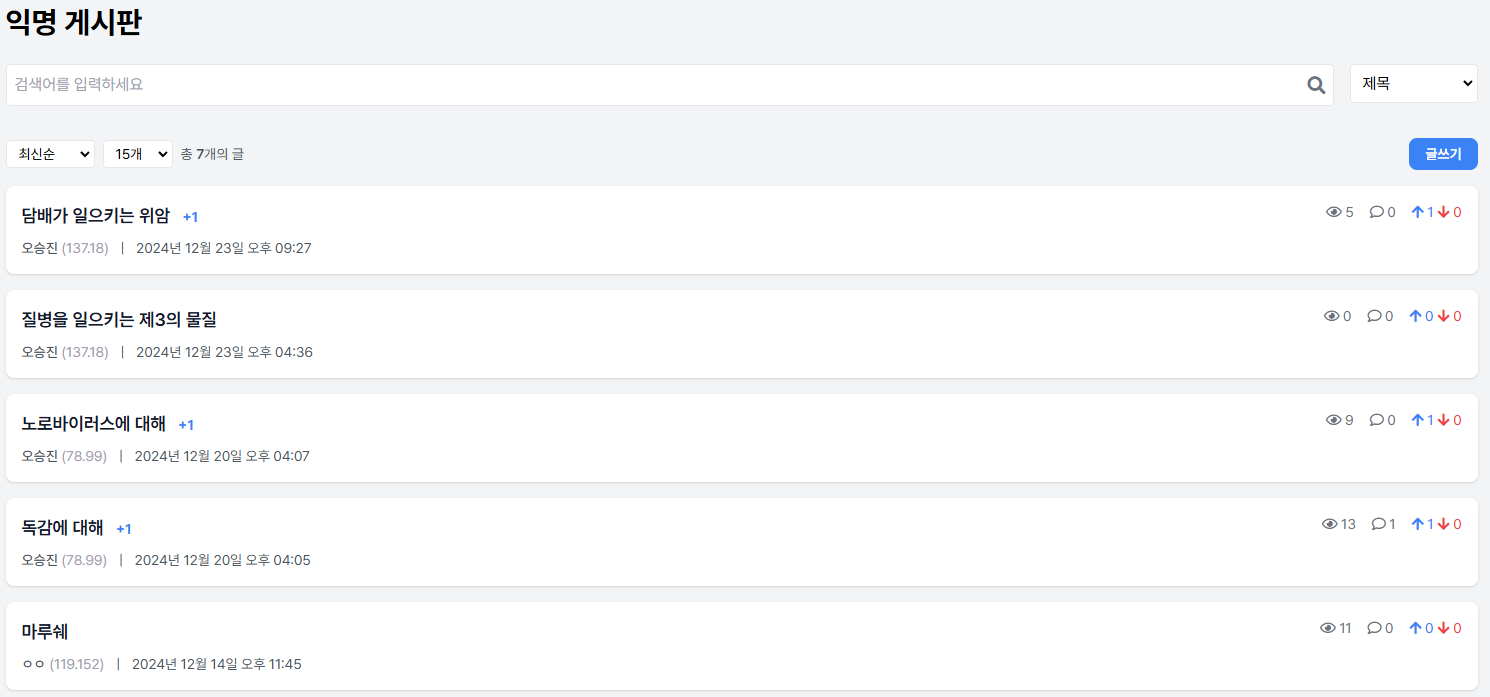 익명 게시판
검색어를 입력하세요 제목
최신순 15개 총 7개의 글 글쓰기
담배가 일으키는 위암 +1 5 0 1 0
오승진 (137.18) | 2024년 12월 23일 오후 09:27
질병을 일으키는 제3의 물질 0 0 0 0
오승진 (137.18) | 2024년 12월 23일 오후 04:36
노로바이러스에 대해 +1 9 0 1 0
오승진 (78.99) | 2024년 12월 20일 오후 04:07
독감에 대해 +1 13 1 1 0
오승진 (78.99) | 2024년 12월 20일 오후 04:05
마루쉐 11 0 0 0
ㅇㅇ (119.152) | 2024년 12월 14일 오후 11:45